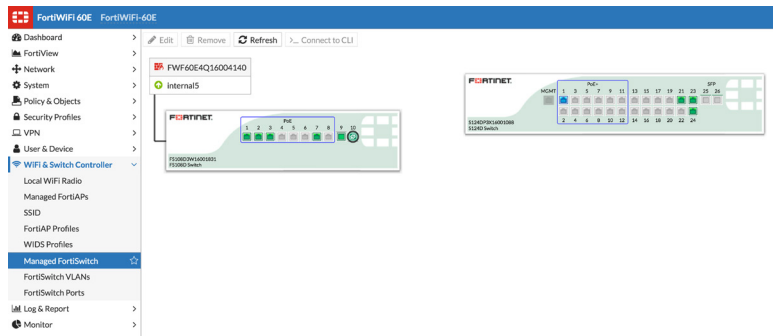 FortiWiFi 60E FortiWiFi-60E
Dashboard
FortiView
Network
System
Policy & Objects
Security Profiles
VPN
User & Device
WiFi & Switch Controller
Local WiFi Radio
Managed FortiAPs
SSID
FortiAP Profiles
WIDS Profiles
Managed FortiSwitch
FortiSwitch VLANs
FortiSwitch Ports
Log & Report
Monitor
Edit Remove Refresh >_ Connect to CLI
FWF60E4Q16004140
internal5
FORTINET.
PoE
1 2 3 4 5 6 7 8 9 10
FS108D3W16001831
FS108D Switch
FORTINET.
PoE+ SFP
MGMT 1 3 5 7 9 11 13 15 17 19 21 23 25 26
2 4 6 8 10 12 14 16 18 20 22 24
S124DP3X16001088
S124D Switch